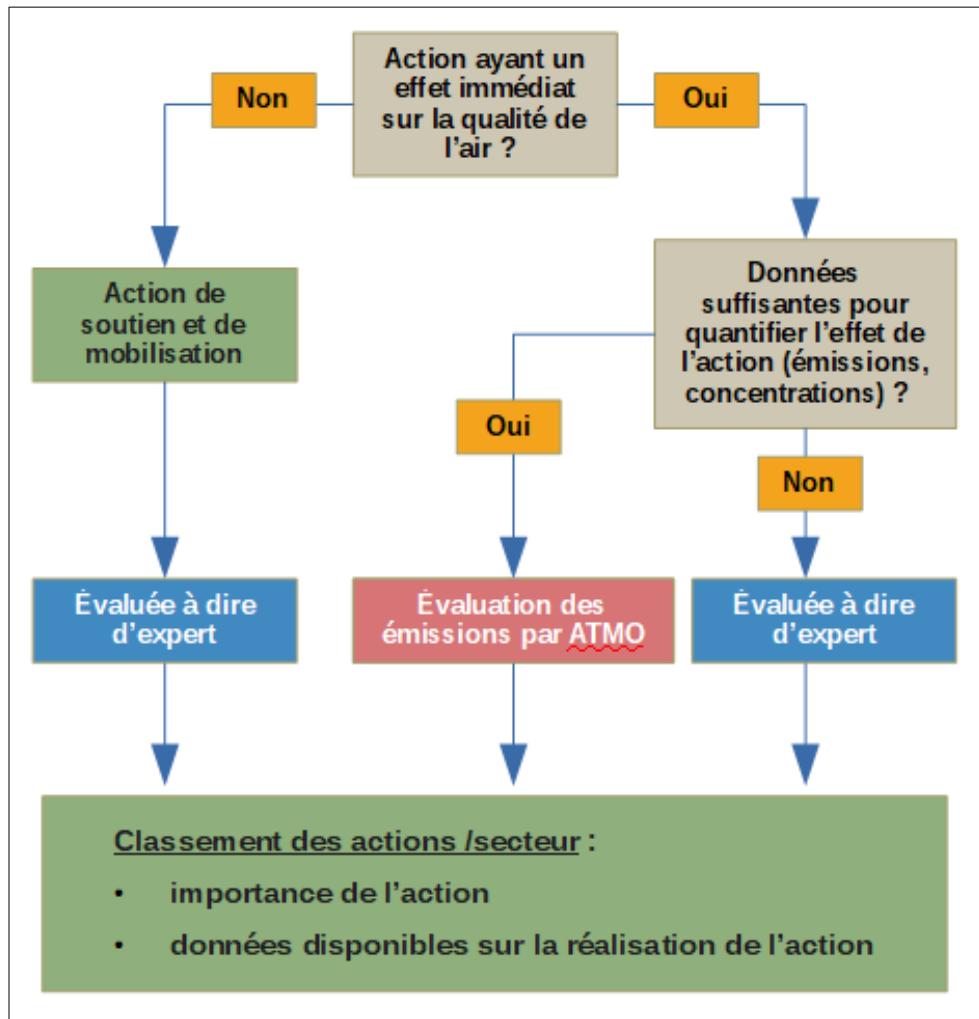 Action ayant un
effet immédiat
sur la qualité de
l'air ?
Non
Oui
Action de
soutien et de
mobilisation
Données
suffisantes pour
quantifier l'effet de
l'action (émissions,
concentrations) ?
Oui
Non
Évaluée à dire
d'expert
Évaluation des
émissions par ATMO
Évaluée à dire
d'expert
Classement des actions /secteur :
• importance de l'action
• données disponibles sur la réalisation de l'action